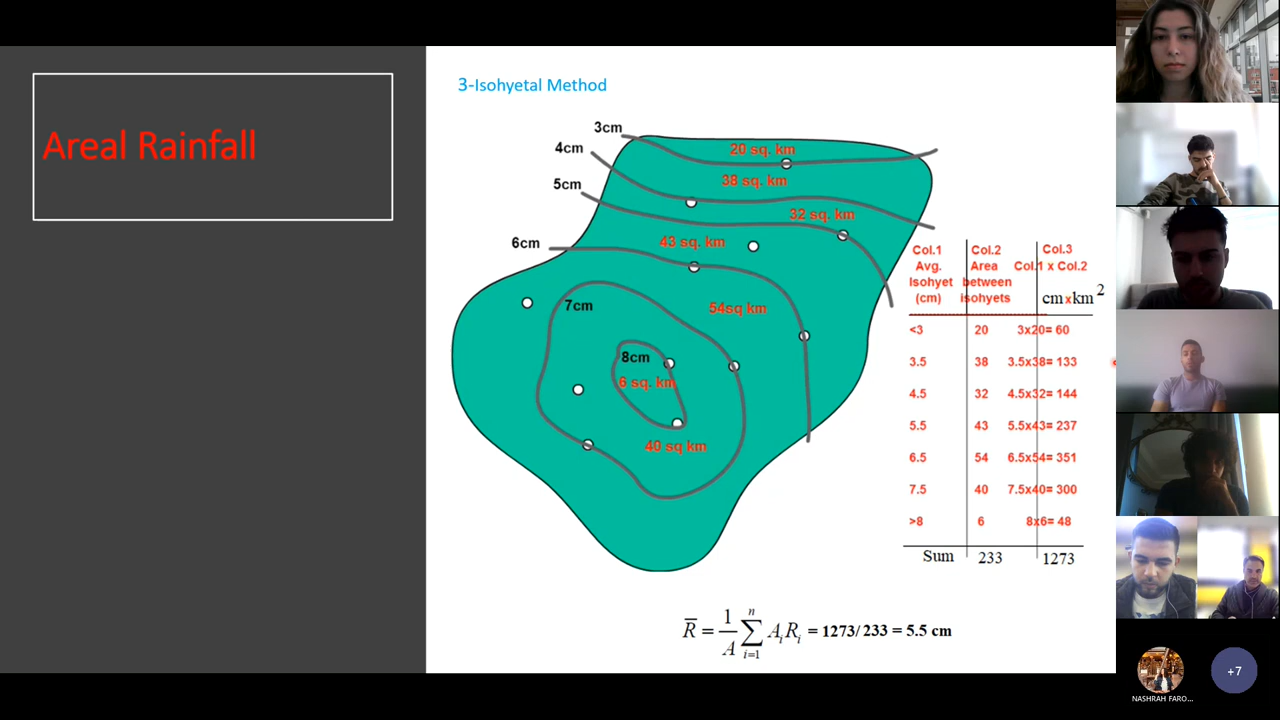 Areal Rainfall
3-Isohyetal Method
3cm
20 sq. km
4cm
38 sq. km
5cm
32 sq. km
6cm
43 sq. km
7cm
54sq km
8cm
6 sq. km
40 sq km
Col.1 Col.2 Col.3
Avg. Area Col.1 x Col.2
Isohyet between
(cm) isohyets cmxkm²
<3 20 3x20= 60
3.5 38 3.5x38= 133
4.5 32 4.5x32= 144
5.5 43 5.5x43= 237
6.5 54 6.5x54= 351
7.5 40 7.5x40= 300
>8 6 8x6= 48
Sum 233 1273
R̅ = 1/A ∑ⁿᵢ₌₁ AᵢRᵢ = 1273/233 = 5.5 cm
NASHRAH FARO...
+7